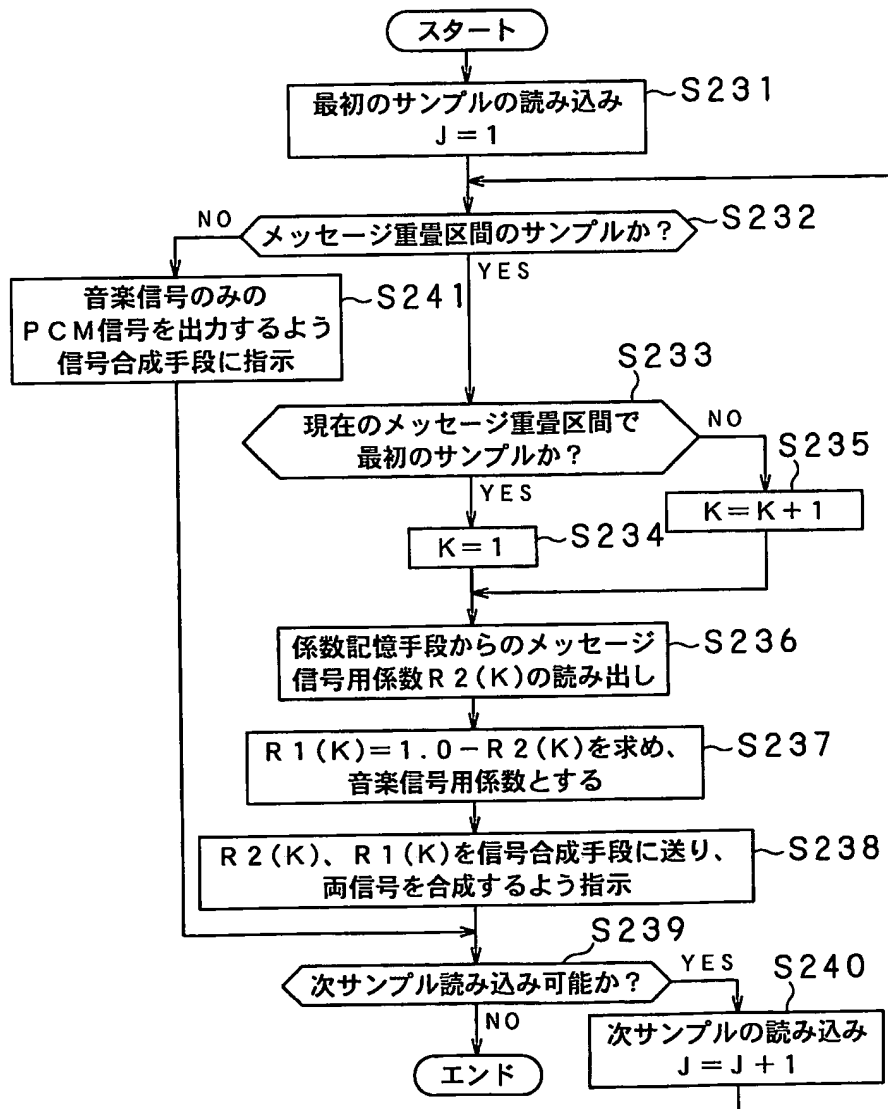 スタート
最初のサンプルの読み込み
J=1
S231
メッセージ重畳区間のサンプルか?
S232
NO
YES
音楽信号のみの
PCM信号を出力するよう
信号合成手段に指示
S241
現在のメッセージ重畳区間で
最初のサンプルか?
S233
NO
YES
K=K+1
S235
K=1
S234
係数記憶手段からのメッセージ
信号用係数R2(K)の読み出し
S236
R1(K)=1.0-R2(K)を求め、
音楽信号用係数とする
S237
R2(K)、R1(K)を信号合成手段に送り、
両信号を合成するよう指示
S238
次サンプル読み込み可能か?
S239
YES
NO
次サンプルの読み込み
J=J+1
S240
エンド